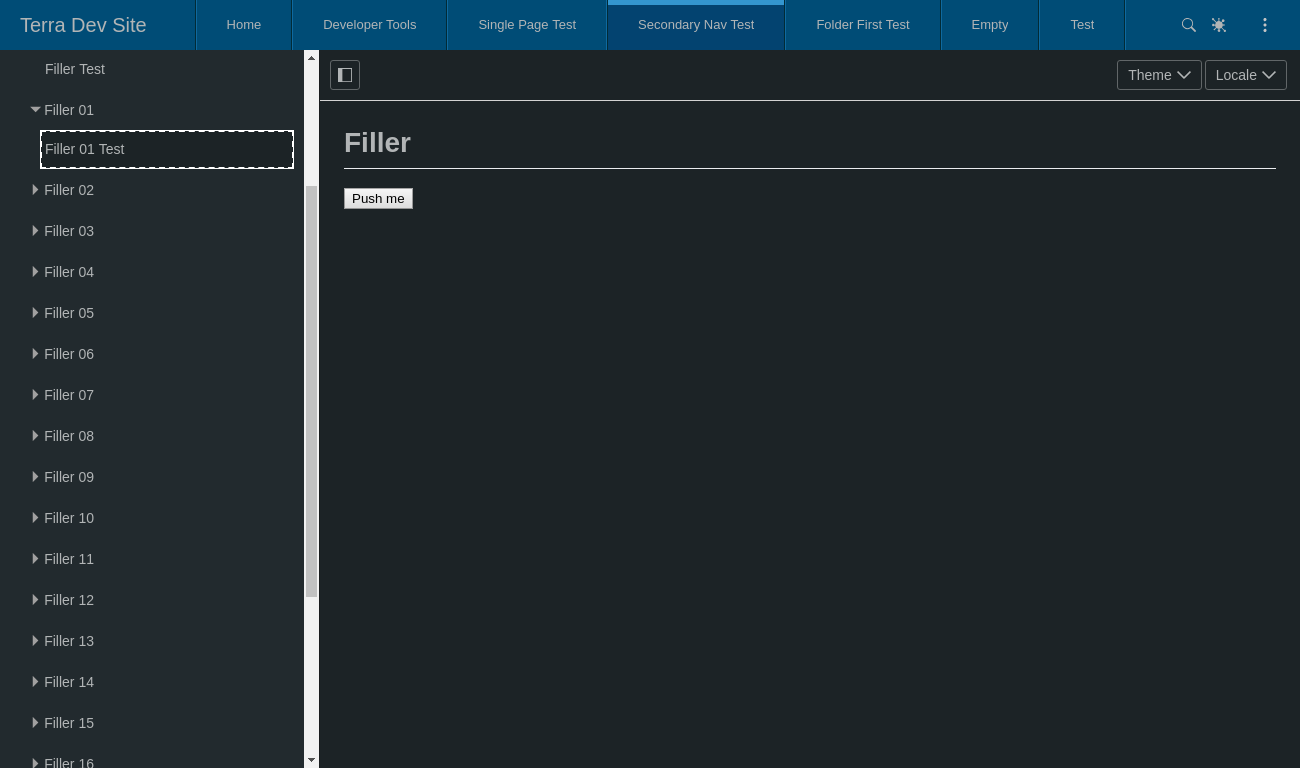 Terra Dev Site
Home
Developer Tools
Single Page Test
Secondary Nav Test
Folder First Test
Empty
Test
Filler Test
Filler 01
Filler 01 Test
Filler 02
Filler 03
Filler 04
Filler 05
Filler 06
Filler 07
Filler 08
Filler 09
Filler 10
Filler 11
Filler 12
Filler 13
Filler 14
Filler 15
Filler 16
Theme
Locale
Filler
Push me